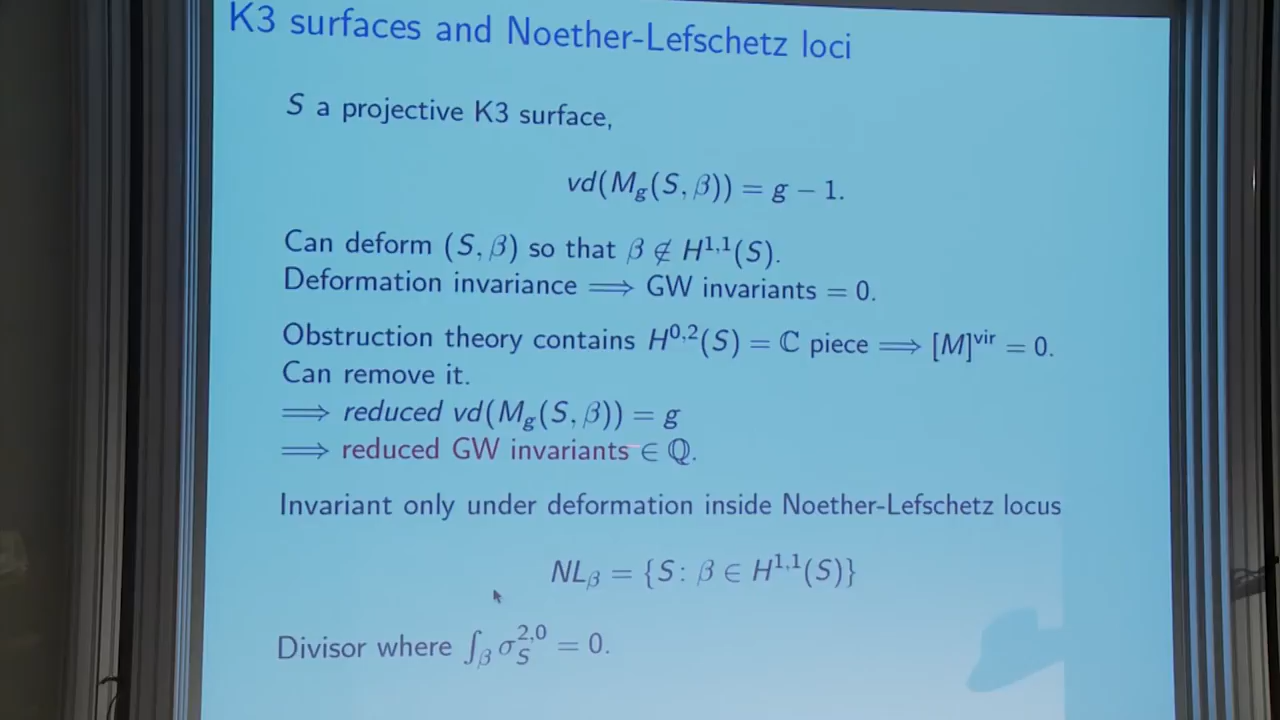 K3 surfaces and Noether-Lefschetz loci
S a projective K3 surface,
vd(M_g(S, β)) = g − 1.
Can deform (S, β) so that β ∉ H^{1,1}(S).
Deformation invariance ⟹ GW invariants = 0.
Obstruction theory contains H^{0,2}(S) = ℂ piece ⟹ [M]^{vir} = 0.
Can remove it.
⟹ reduced vd(M_g(S, β)) = g
⟹ reduced GW invariants ∈ ℚ.
Invariant only under deformation inside Noether-Lefschetz locus
NL_β = {S: β ∈ H^{1,1}(S)}
Divisor where ∫_β σ_S^{2,0} = 0.